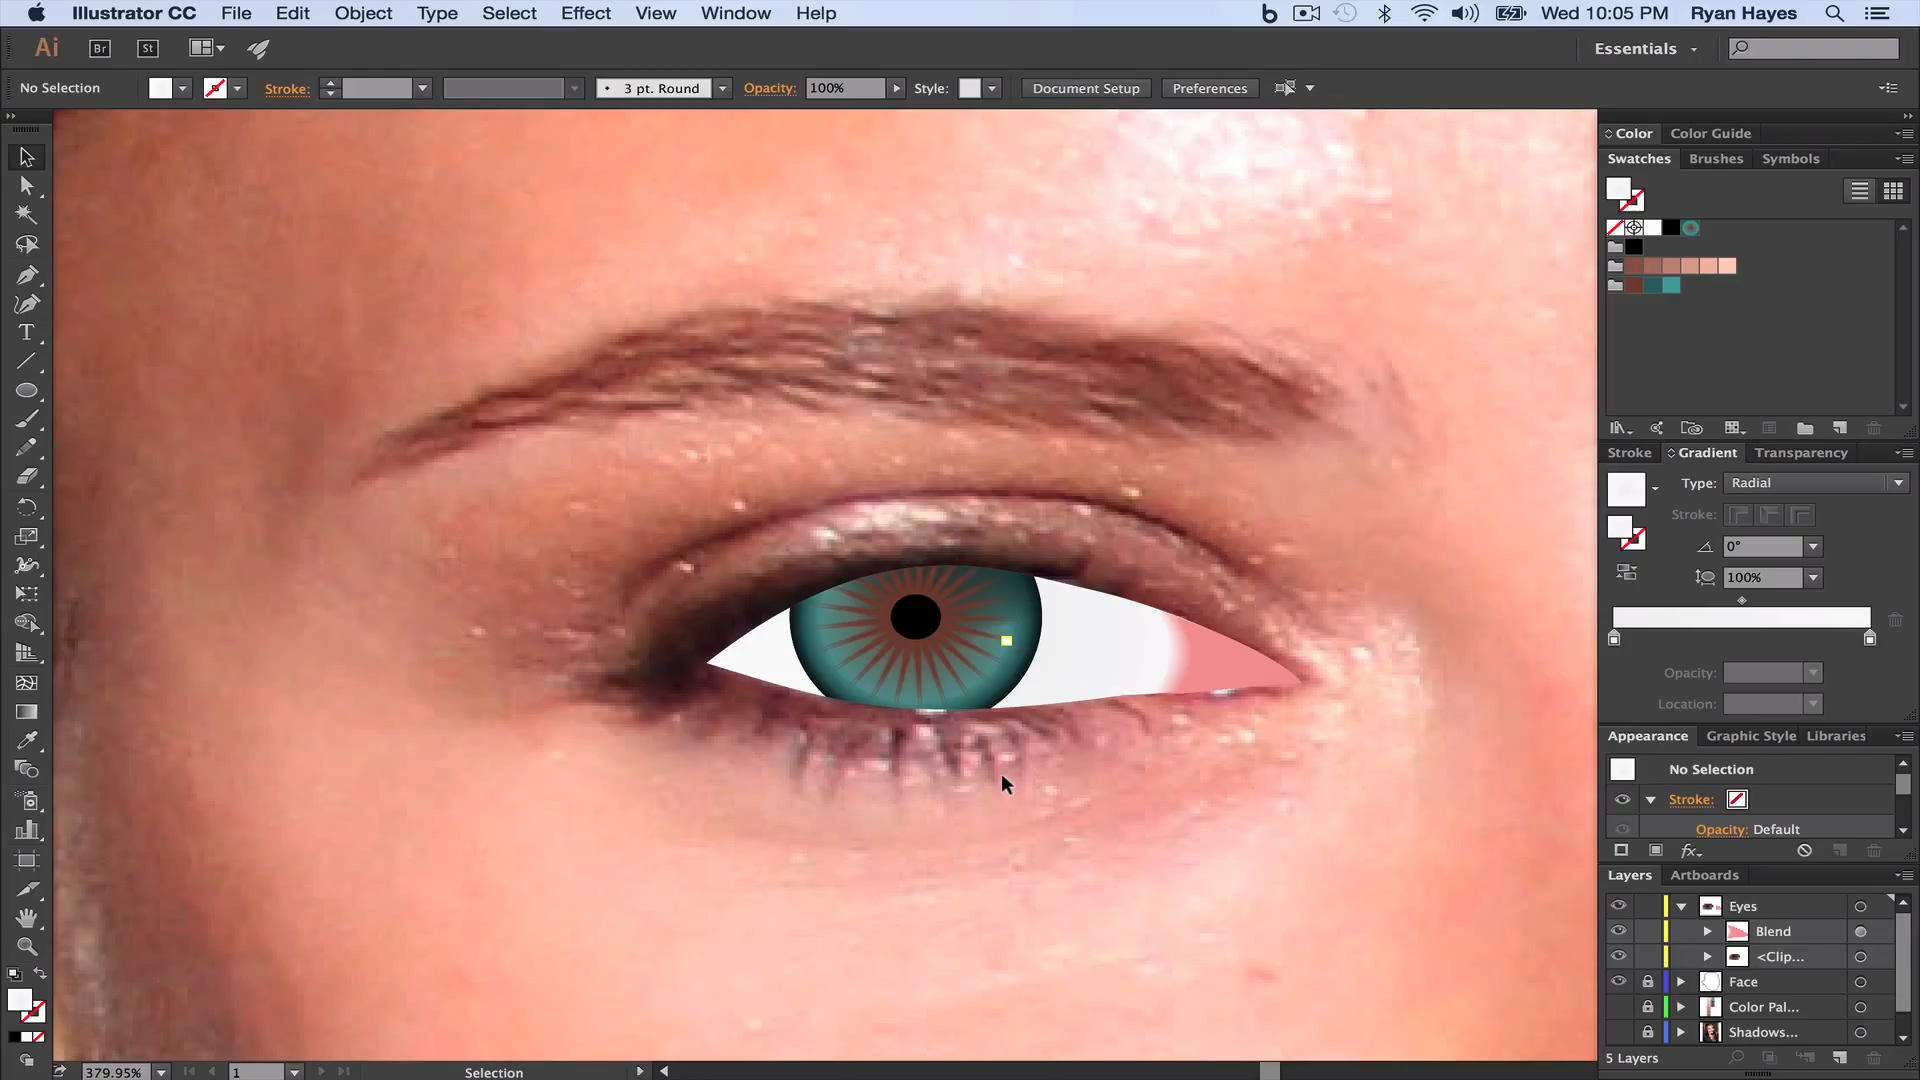 Illustrator CC File Edit Object Type Select Effect View Window Help Wed 10:05 PM Ryan Hayes
Ai Br St Essentials
No Selection Stroke: 3 pt. Round Opacity: 100% Style: Document Setup Preferences
Color Color Guide
Swatches Brushes Symbols
Stroke Gradient Transparency
Type: Radial
Stroke:
0°
100%
Opacity:
Location:
Appearance Graphic Style Libraries
No Selection
Stroke:
Opacity: Default
fx
Layers Artboards
Eyes
Blend
<Clip...
Face
Color Pal...
Shadows...
5 Layers
379.95% 1 Selection